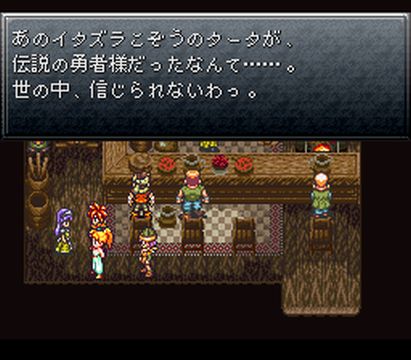 あのイタズラこぞうのタータが、
伝説の勇者様だったなんて……。
世の中、信じられないわっ。